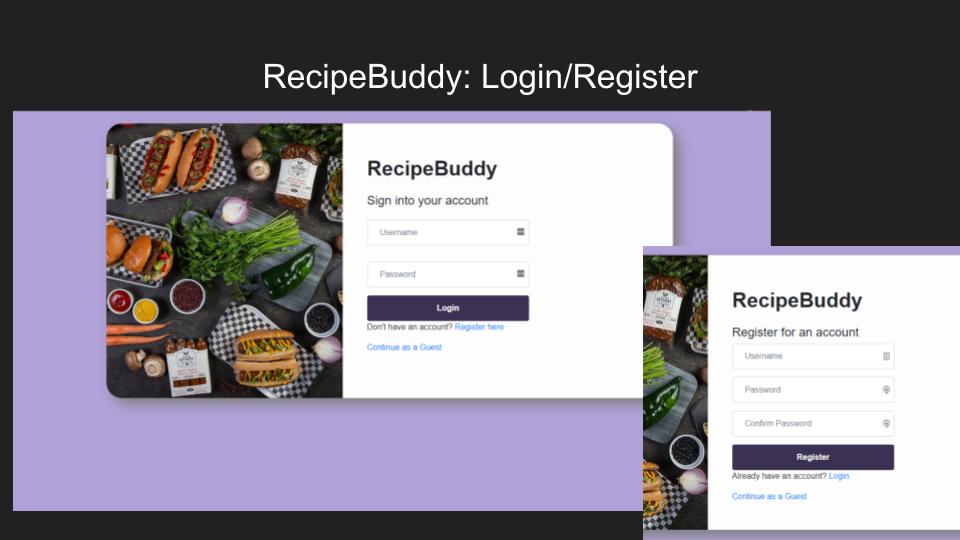 RecipeBuddy: Login/Register
RecipeBuddy
Sign into your account
Username
Password
Login
Don't have an account? Register here
Continue as a Guest
RecipeBuddy
Register for an account
Username
Password
Confirm Password
Register
Already have an account? Login
Continue as a Guest